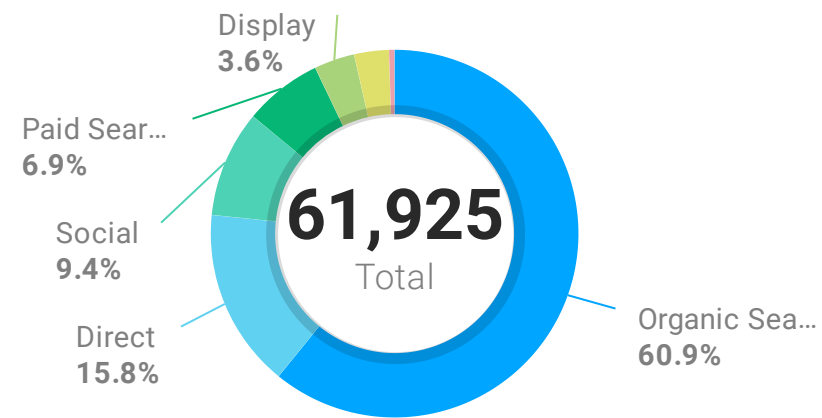 Display
3.6%
Paid Sear…
6.9%
Social
9.4%
Direct
15.8%
61,925
Total
Organic Sea…
60.9%